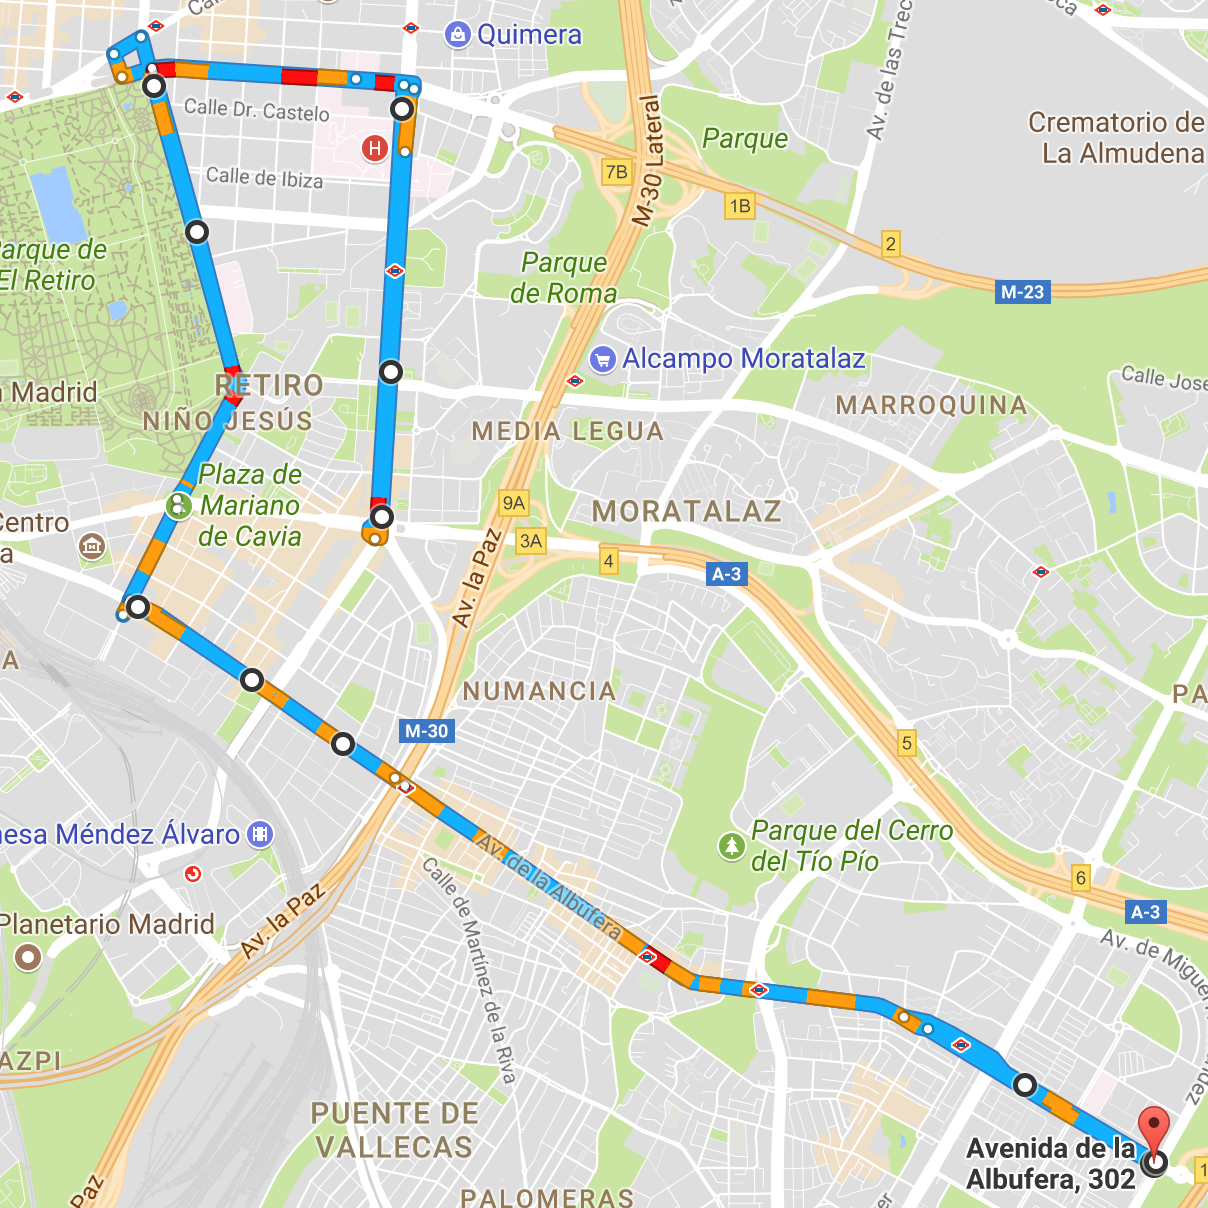 Quimera
Calle Dr. Castelo
H
Calle de Ibiza
Parque
Av. de las Trec
Crematorio de
La Almudena
7B
M-30 Lateral
1B
2
M-23
Parque de
El Retiro
Parque
de Roma
Alcampo Moratalaz
Calle Jose
Madrid
RETIRO
NIÑO JESÚS
MARROQUINA
MEDIA LEGUA
Plaza de
Mariano
de Cavia
9A
MORATALAZ
Centro
a
3A
4
A-3
Av. la Paz
A
NUMANCIA
PA
M-30
5
esa Méndez Álvaro
Parque del Cerro
del Tío Pío
Av. de la Albufera
Calle de Martínez de la Riva
6
A-3
Planetario Madrid
Av. la Paz
Av. de Miguel
AZPI
PUENTE DE
VALLECAS
Avenida de la
Albufera, 302
1
Paz
PALOMERAS